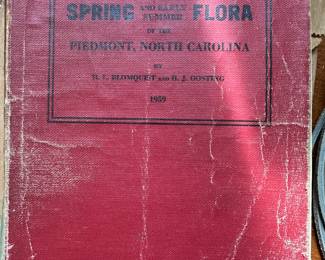 SPRING AND EARLY SUMMER FLORA
OF THE
PIEDMONT, NORTH CAROLINA
BY
H. L. BLOMQUIST AND H. J. OOSTING
1959